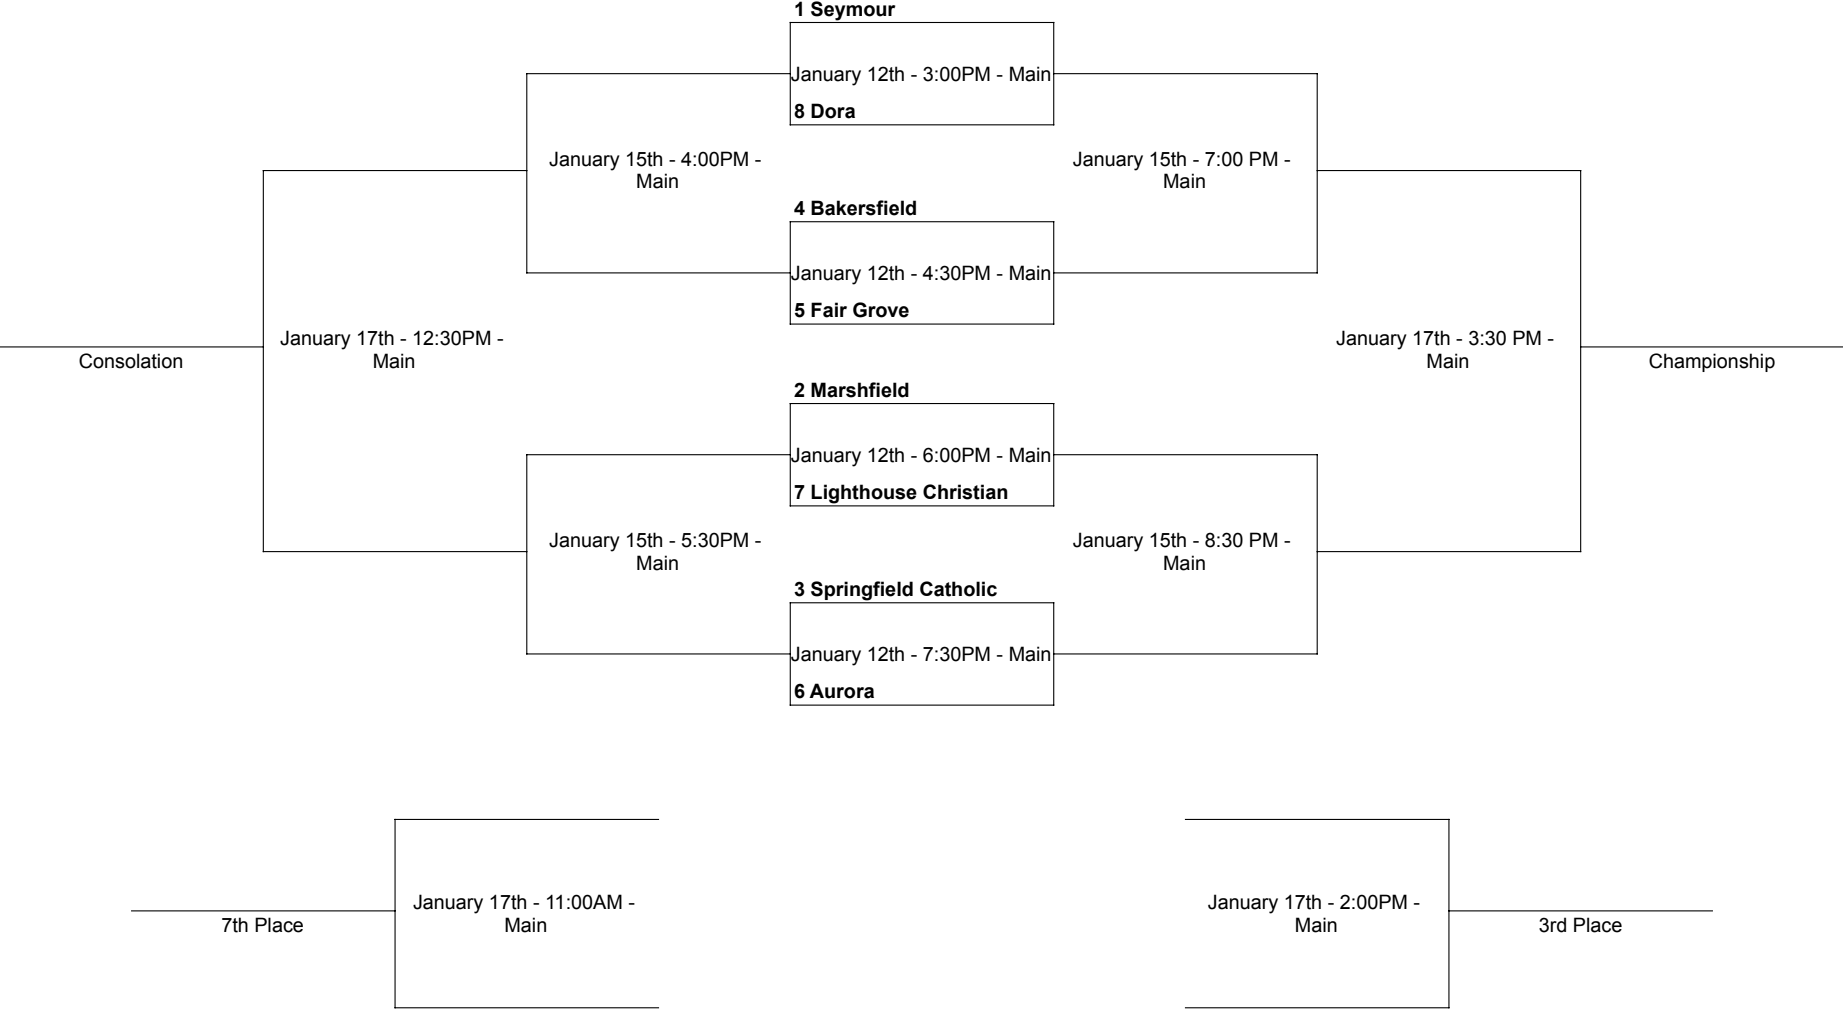 1 Seymour
January 12th - 3:00PM - Main
8 Dora
January 15th - 4:00PM -
Main
January 15th - 7:00 PM -
Main
4 Bakersfield
January 12th - 4:30PM - Main
5 Fair Grove
January 17th - 12:30PM -
Main
Consolation
January 17th - 3:30 PM -
Main
Championship
2 Marshfield
January 12th - 6:00PM - Main
7 Lighthouse Christian
January 15th - 5:30PM -
Main
January 15th - 8:30 PM -
Main
3 Springfield Catholic
January 12th - 7:30PM - Main
6 Aurora
January 17th - 11:00AM -
Main
7th Place
January 17th - 2:00PM -
Main
3rd Place